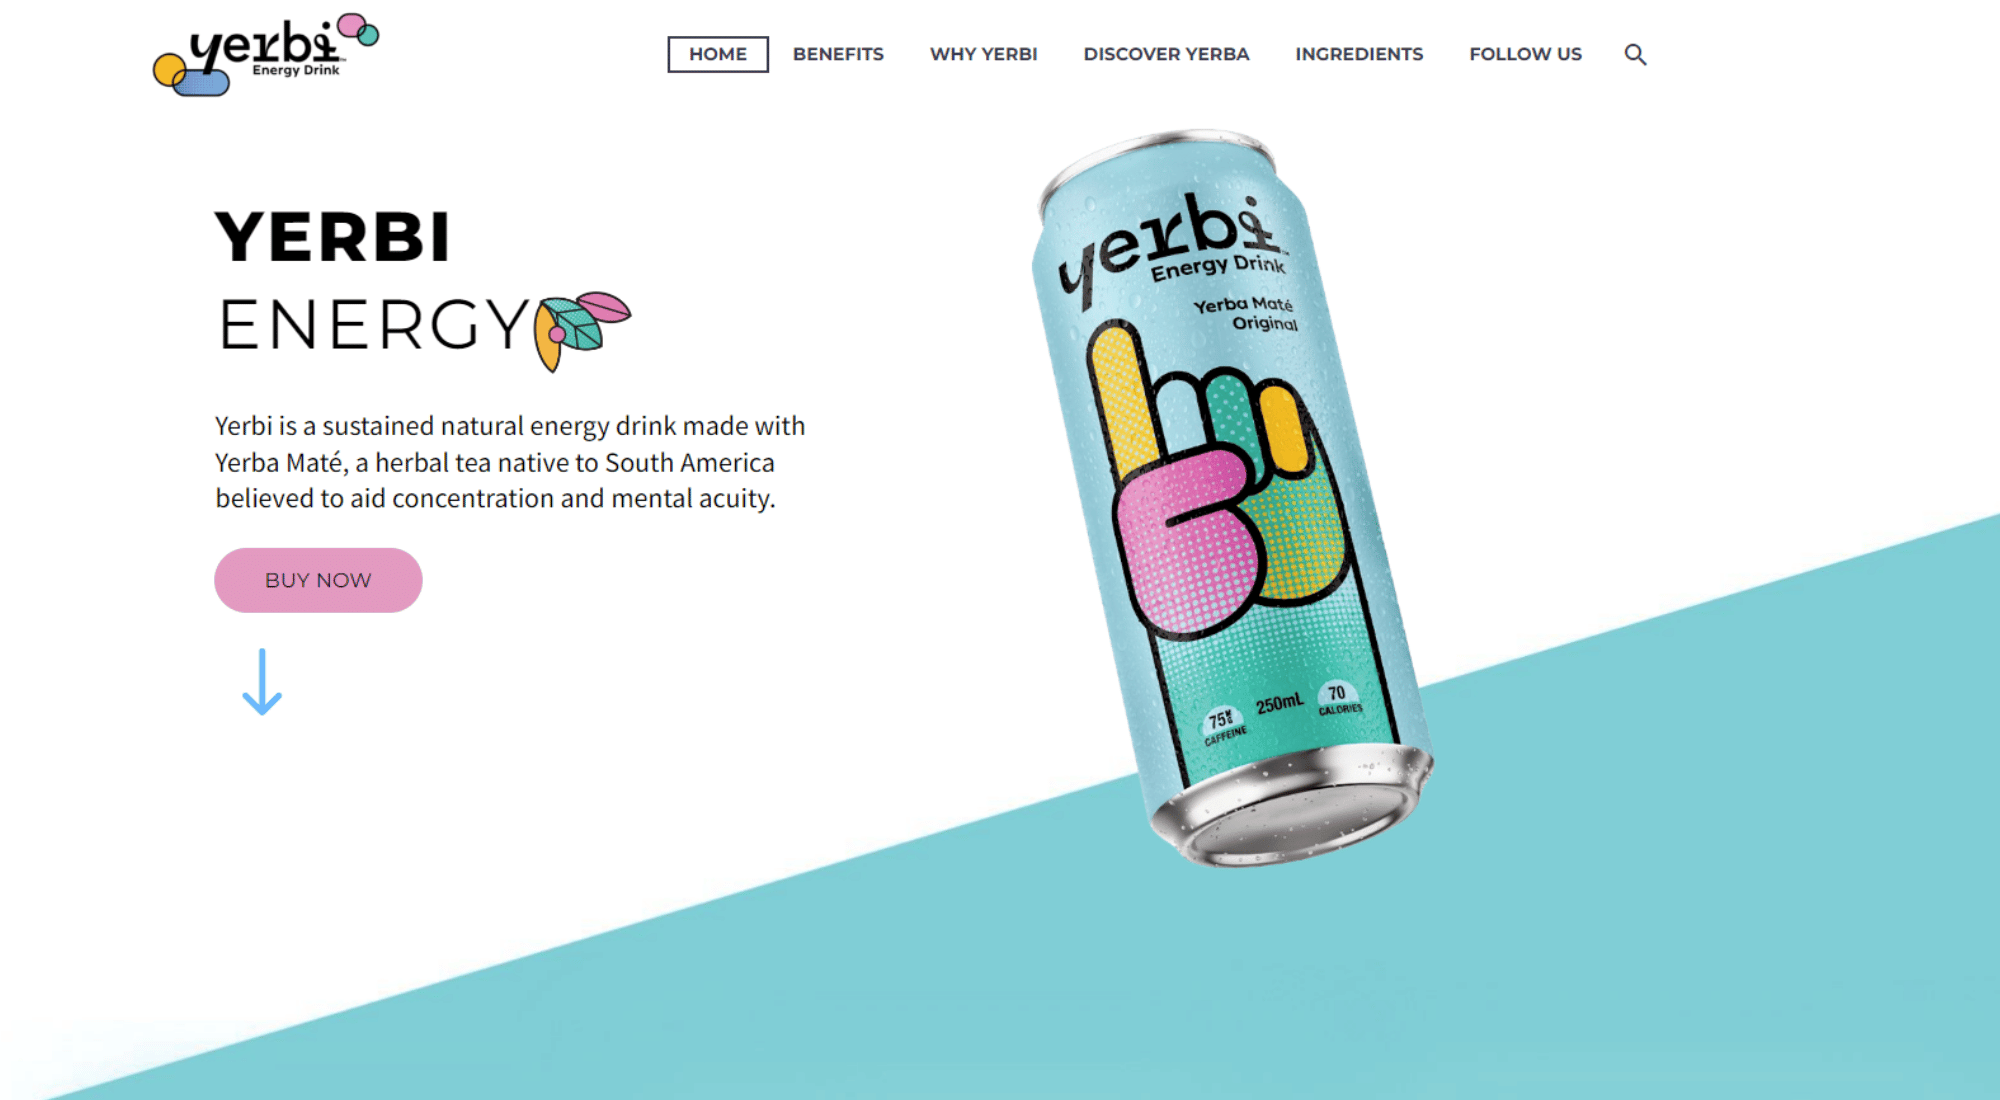 yerbi
Energy Drink
HOME
BENEFITS
WHY YERBI
DISCOVER YERBA
INGREDIENTS
FOLLOW US
YERBI
ENERGY
Yerbi is a sustained natural energy drink made with
Yerba Maté, a herbal tea native to South America
believed to aid concentration and mental acuity.
BUY NOW
yerbi
Energy Drink
Yerba Maté
Original
75MG
CAFFEINE
250mL
70
CALORIES